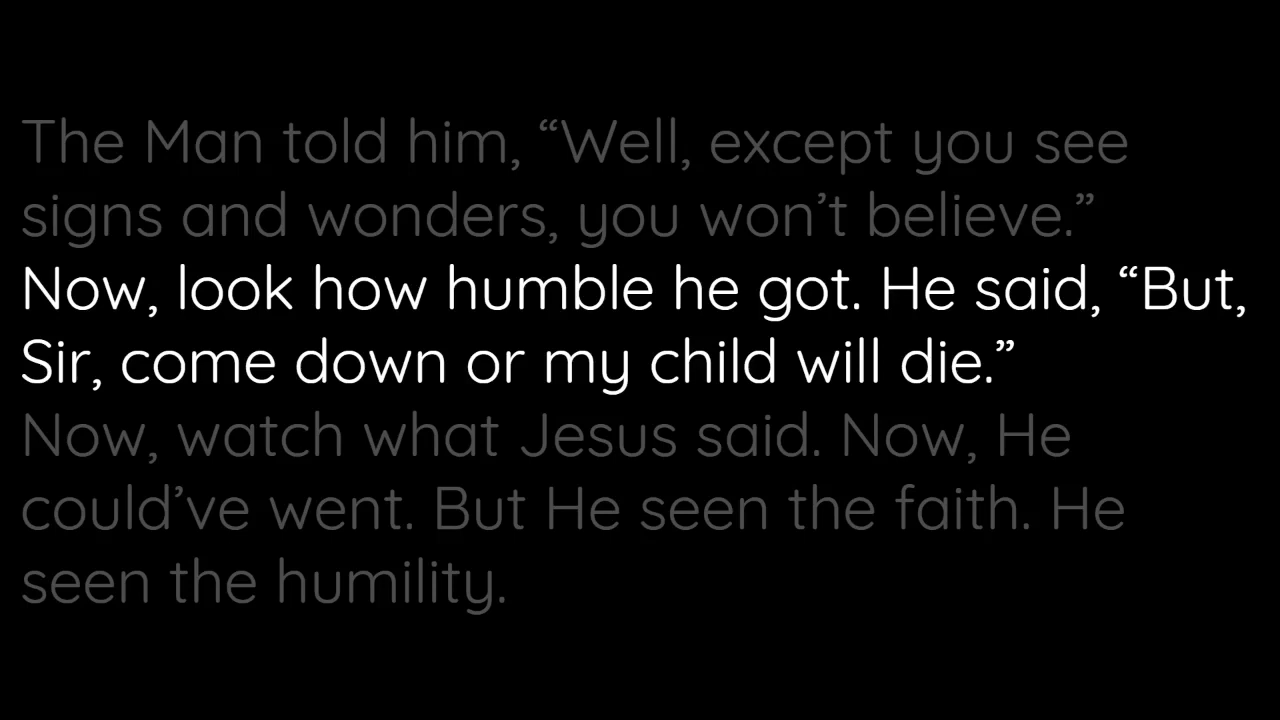 The Man told him, “Well, except you see
signs and wonders, you won’t believe.”
Now, look how humble he got. He said, “But,
Sir, come down or my child will die.”
Now, watch what Jesus said. Now, He
could’ve went. But He seen the faith. He
seen the humility.